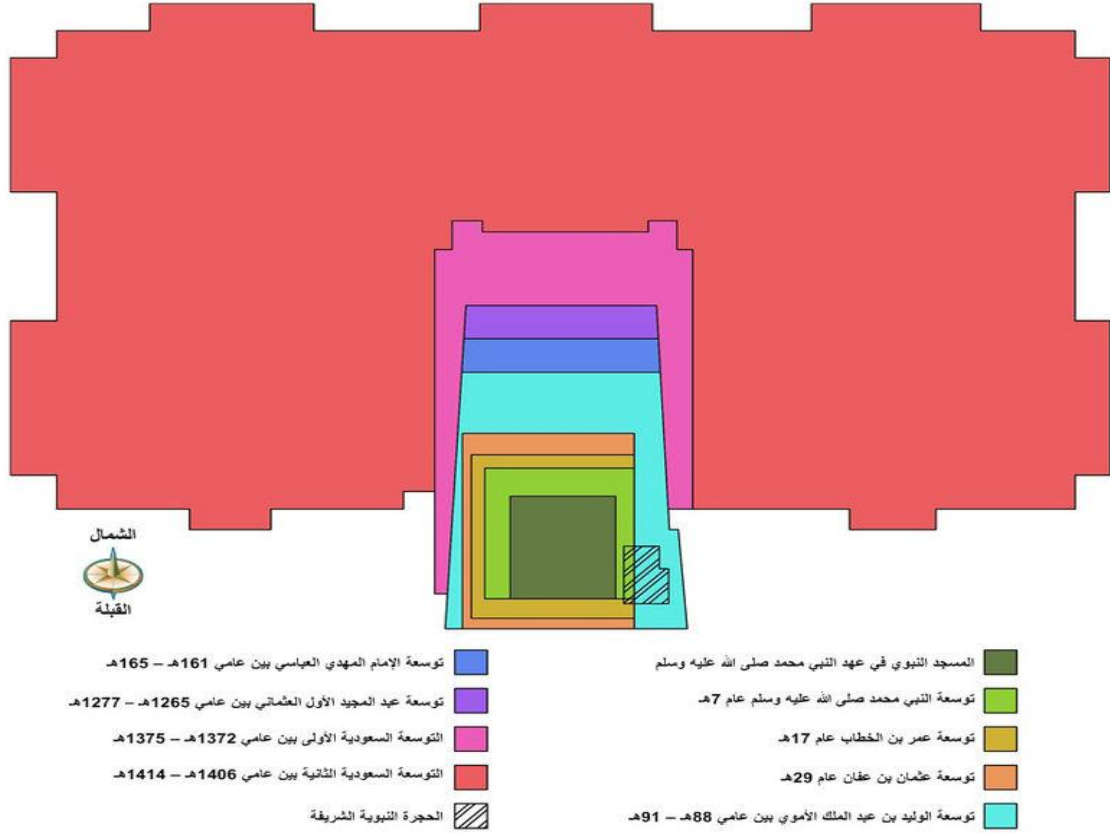 الشمال
القبلة
المسجد النبوي في عهد النبي محمد صلى الله عليه وسلم
توسعة النبي محمد صلى الله عليه وسلم عام 7هـ
توسعة عمر بن الخطاب عام 17هـ
توسعة عثمان بن عفان عام 29هـ
توسعة الوليد بن عبد الملك الأموي بين عامي 88هـ – 91هـ
توسعة الإمام المهدي العباسي بين عامي 161هـ – 165هـ
توسعة عبد المجيد الأول العثماني بين عامي 1265هـ – 1277هـ
التوسعة السعودية الأولى بين عامي 1372هـ – 1375هـ
التوسعة السعودية الثانية بين عامي 1406هـ – 1414هـ
الحجرة النبوية الشريفة